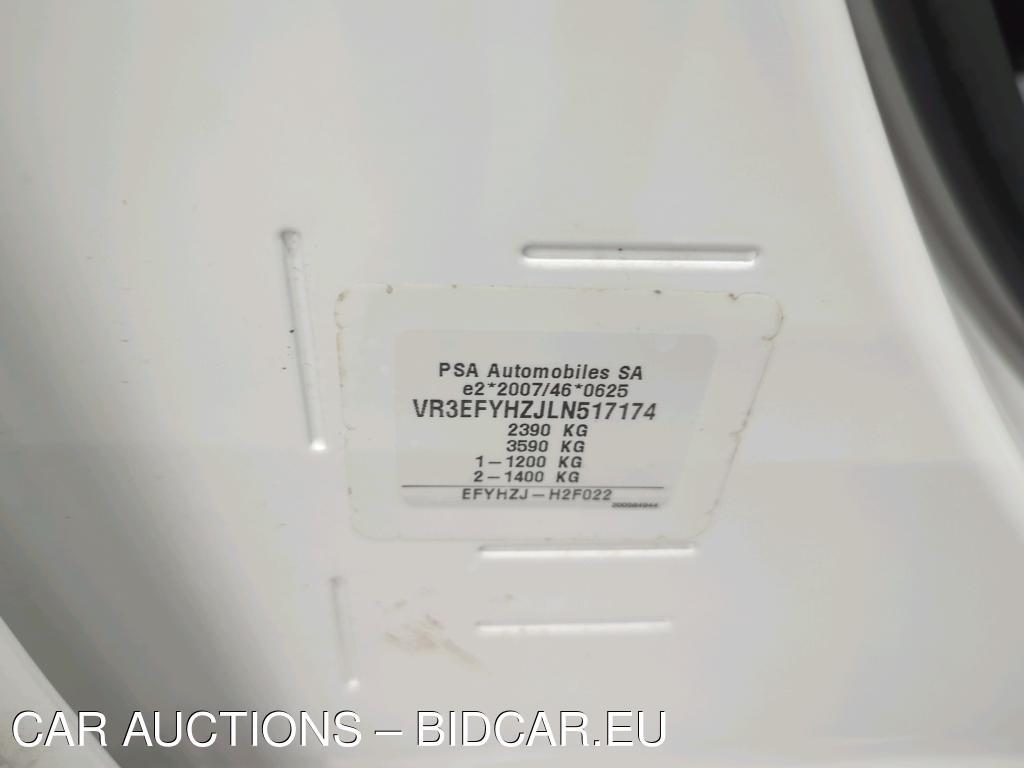 PSA Automobiles SA
e2*2007/46*0625
VR3EFYHZJLN517174
2390 KG
3590 KG
1-1200 KG
2-1400 KG
EFYHZJ-H2F022
CAR AUCTIONS – BIDCAR.EU